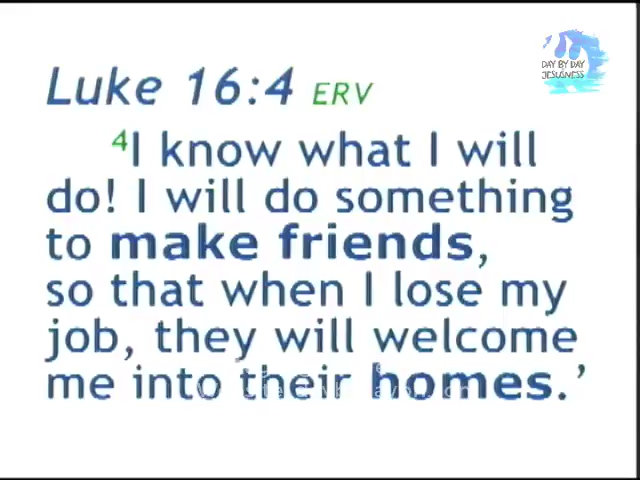 DAY BY DAY
JESUSNESS
Luke 16:4 ERV
⁴I know what I will
do! I will do something
to make friends,
so that when I lose my
job, they will welcome
me into their homes.’